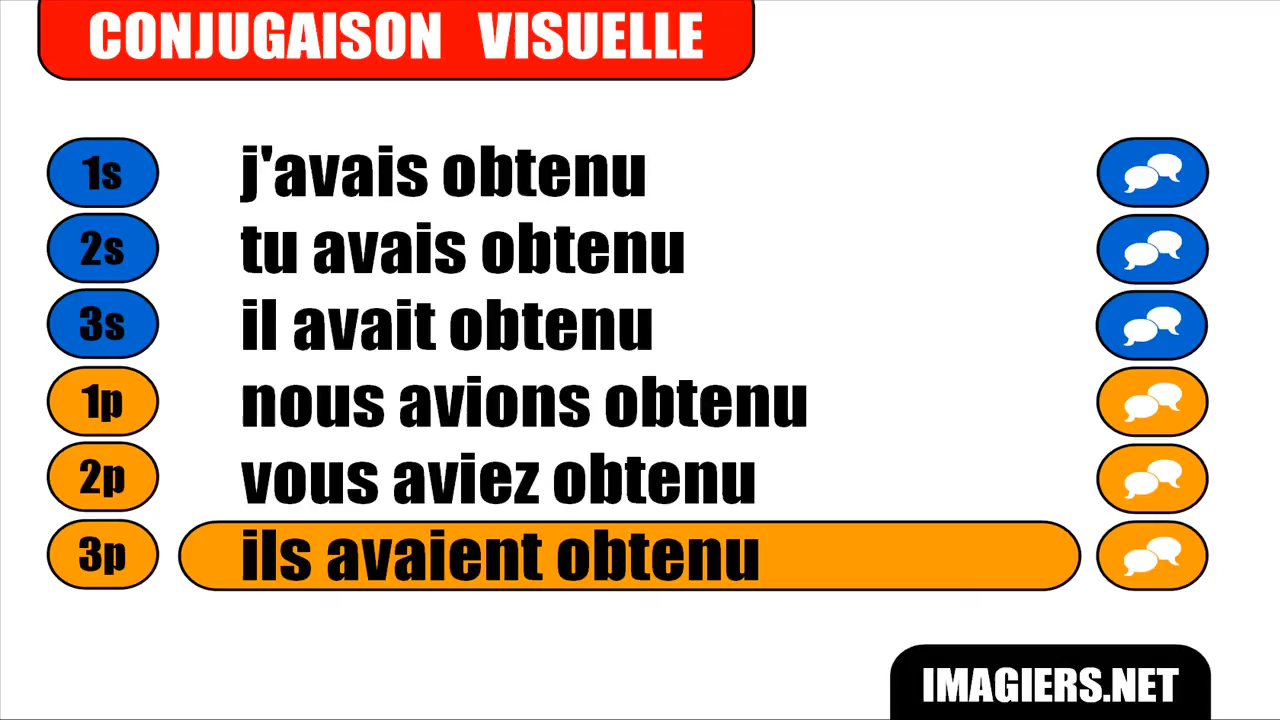 CONJUGAISON VISUELLE
1s j'avais obtenu
2s tu avais obtenu
3s il avait obtenu
1p nous avions obtenu
2p vous aviez obtenu
3p ils avaient obtenu
IMAGIERS.NET